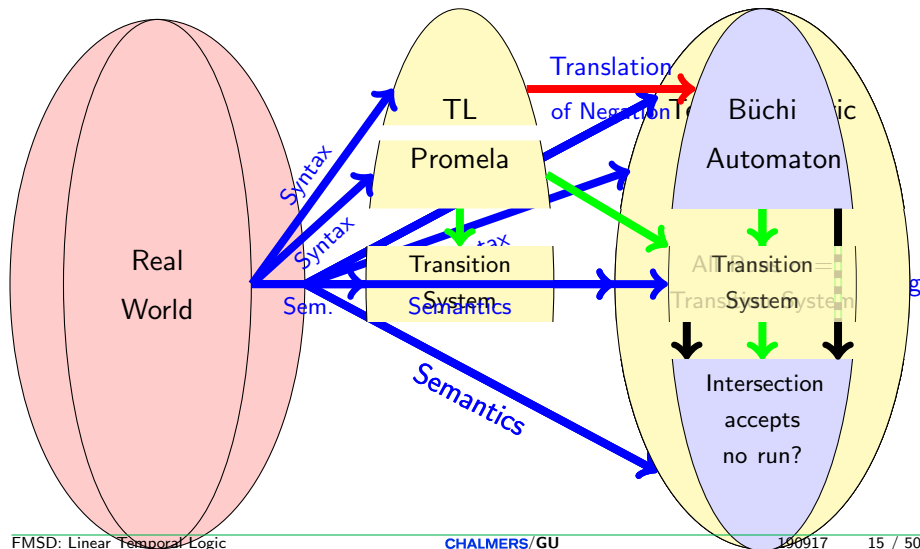 Translation
of Negation
TL
Büchi
Promela
Automaton
Syntax
Syntax
Real
World
Transition
System
Transition
System
Sem.
Semantics
Semantics
Intersection
accepts
no run?
FMSD: Linear Temporal Logic
CHALMERS/GU
190917
15 / 50